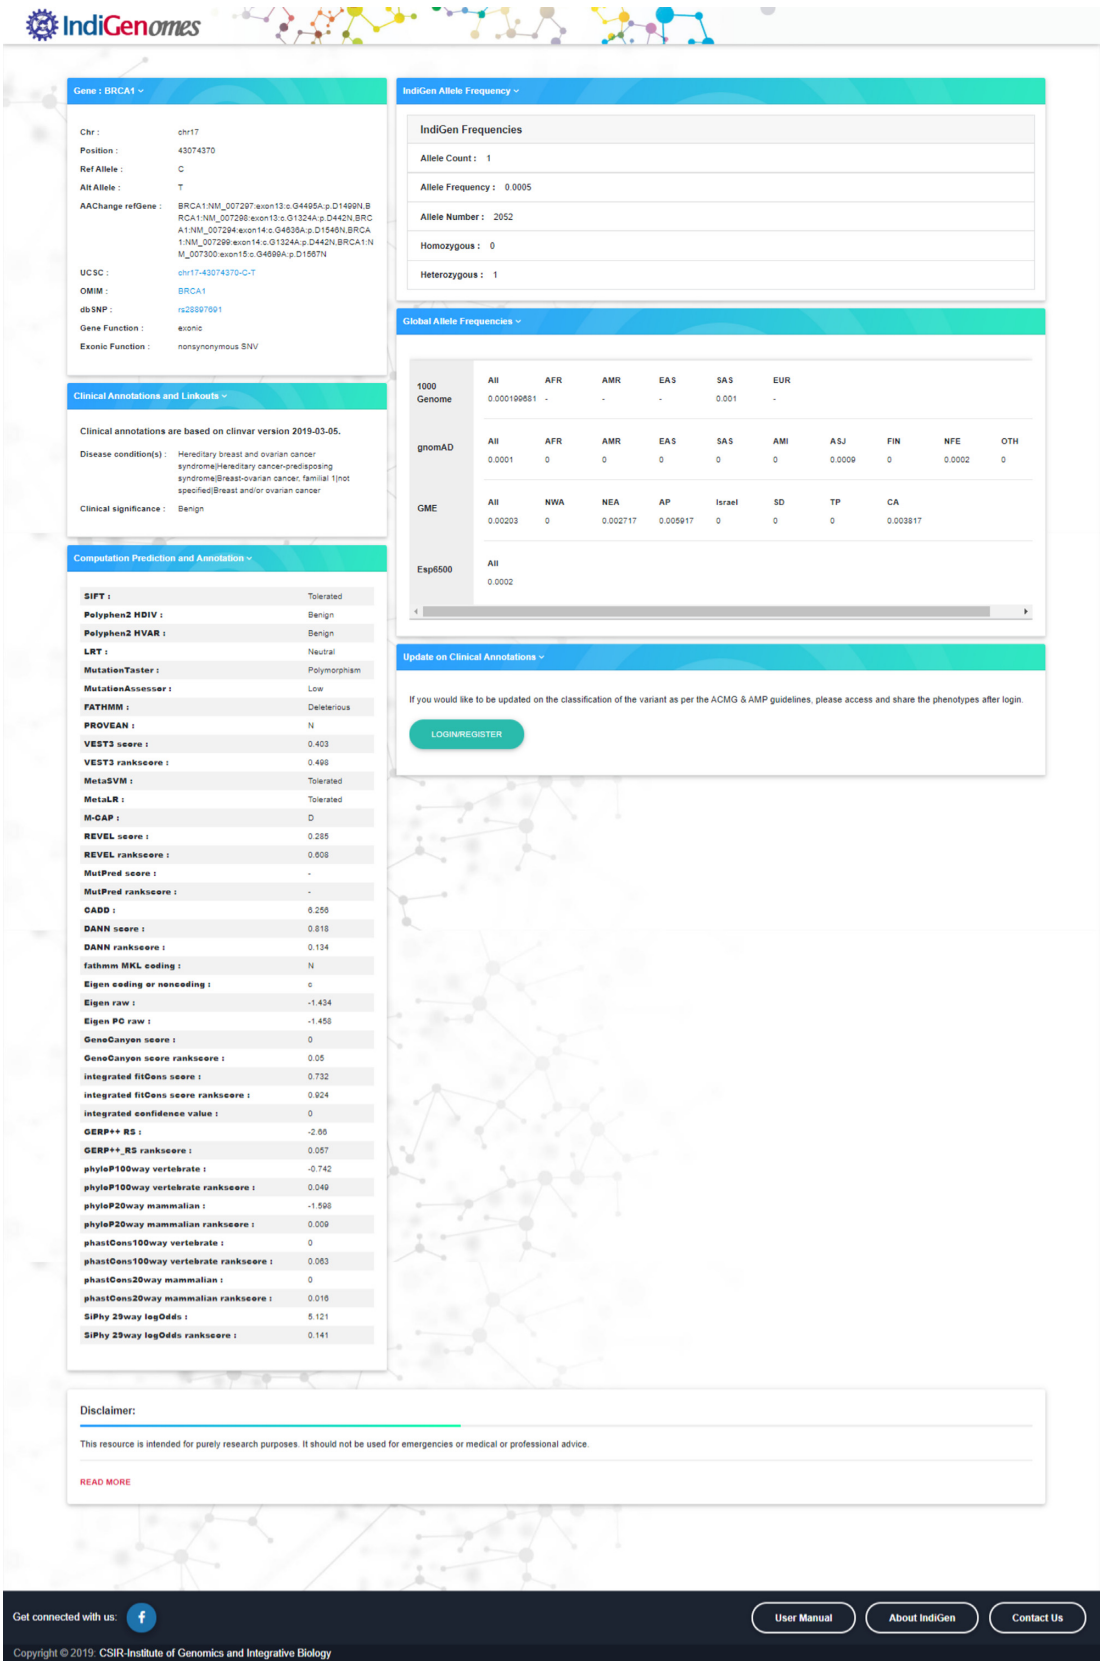 IndiGenomes
Gene : BRCA1
Chr : chr17
Position : 43074370
Ref Allele : C
Alt Allele : T
AAChange refGene : BRCA1:NM_007297:exon13:c.G4495A:p.D1499N,B
RCA1:NM_007298:exon13:c.G1324A:p.D442N,BRC
A1:NM_007294:exon14:c.G4636A:p.D1546N,BRCA
1:NM_007299:exon14:c.G1324A:p.D442N,BRCA1:N
M_007300:exon15:c.G4699A:p.D1567N
UCSC : chr17-43074370-C-T
OMIM : BRCA1
dbSNP : rs28897691
Gene Function : exonic
Exonic Function : nonsynonymous SNV
Clinical Annotations and Linkouts
Clinical annotations are based on clinvar version 2019-03-05.
Disease condition(s) : Hereditary breast and ovarian cancer
syndrome|Hereditary cancer-predisposing
syndrome|Breast-ovarian cancer, familial 1|not
specified|Breast and/or ovarian cancer
Clinical significance : Benign
Computation Prediction and Annotation
SIFT : Tolerated
Polyphen2 HDIV : Benign
Polyphen2 HVAR : Benign
LRT : Neutral
MutationTaster : Polymorphism
MutationAssessor : Low
FATHMM : Deleterious
PROVEAN : N
VEST3 score : 0.403
VEST3 rankscore : 0.498
MetaSVM : Tolerated
MetaLR : Tolerated
M-CAP : D
REVEL score : 0.285
REVEL rankscore : 0.608
MutPred score : -
MutPred rankscore : -
CADD : 6.256
DANN score : 0.818
DANN rankscore : 0.134
fathmm MKL coding : N
Eigen coding or noncoding : c
Eigen raw : -1.434
Eigen PC raw : -1.458
GenoCanyon score : 0
GenoCanyon score rankscore : 0.05
integrated fitCons score : 0.732
integrated fitCons score rankscore : 0.924
integrated confidence value : 0
GERP++ RS : -2.66
GERP++_RS rankscore : 0.057
phyloP100way vertebrate : -0.742
phyloP100way vertebrate rankscore : 0.049
phyloP20way mammalian : -1.598
phyloP20way mammalian rankscore : 0.009
phastCons100way vertebrate : 0
phastCons100way vertebrate rankscore : 0.063
phastCons20way mammalian : 0
phastCons20way mammalian rankscore : 0.016
SiPhy 29way logOdds : 5.121
SiPhy 29way logOdds rankscore : 0.141
IndiGen Allele Frequency
IndiGen Frequencies
Allele Count : 1
Allele Frequency : 0.0005
Allele Number : 2052
Homozygous : 0
Heterozygous : 1
Global Allele Frequencies
1000
Genome
All AFR AMR EAS SAS EUR
0.000199681 - - - 0.001 -
gnomAD
All AFR AMR EAS SAS AMI ASJ FIN NFE OTH
0.0001 0 0 0 0 0 0.0009 0 0.0002 0
GME
All NWA NEA AP Israel SD TP CA
0.00203 0 0.002717 0.005917 0 0 0 0.003817
Esp6500
All
0.0002
Update on Clinical Annotations
If you would like to be updated on the classification of the variant as per the ACMG & AMP guidelines, please access and share the phenotypes after login.
LOGIN/REGISTER
Disclaimer:
This resource is intended for purely research purposes. It should not be used for emergencies or medical or professional advice.
READ MORE
Get connected with us: f
User Manual
About IndiGen
Contact Us
Copyright © 2019: CSIR-Institute of Genomics and Integrative Biology